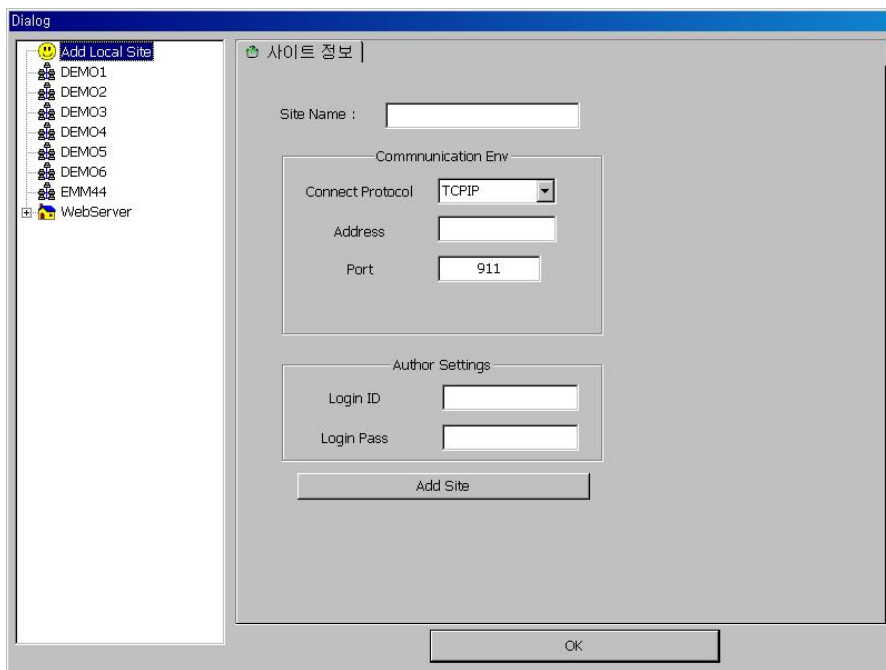 Dialog
Add Local Site
DEMO1
DEMO2
DEMO3
DEMO4
DEMO5
DEMO6
EMM44
WebServer
사이트 정보
Site Name :
Commnunication Env
Connect Protocol TCPIP
Address
Port 911
Author Settings
Login ID
Login Pass
Add Site
OK